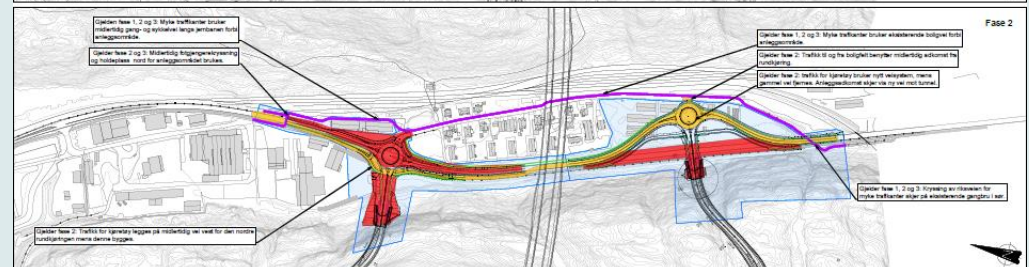 Fase 2
Gjelden fase 1, 2 og 3: Myke traffikanter bruker
midlertidig gang- og sykkelvei langs jernbanen forbi
anleggsområde.
Gjelder fase 2 og 3: Midlertidig fotgjengerekryssning
og holdeplass nord for anleggsområdet brukes.
Gjelder fase 1, 2 og 3: Myke traffikanter bruker eksisterende boligvei forbi
anleggsområde.
Gjelder fase 2: Trafikk til og fra boligfelt benytter midlertidig adkomst fra
rundkjøring.
Gjelder fase 2: trafikk for kjøretøy bruker nytt veisystem, mens
gammel vei fjernes. Anleggsadkomst skjer via ny vei mot tunnel.
Gjelder fase 1, 2 og 3: Kryssing av riksveien for
myke trafikanter skjer på eksisterende gangbru i sør.
Gjelder fase 2: Trafikk for kjøretøy legges på midlertidig vei vest for den nordre
rundkjøringen mens denne bygges.